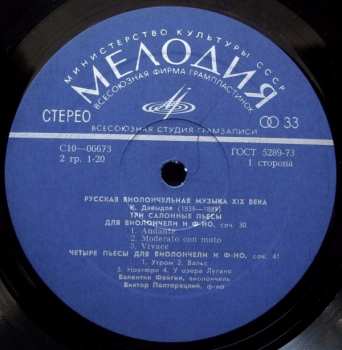 МИНИСТЕРСТВО КУЛЬТУРЫ СССР
МЕЛОДИЯ
ВСЕСОЮЗНАЯ ФИРМА ГРАМПЛАСТИНОК
СТЕРЕО
33
ВСЕСОЮЗНАЯ СТУДИЯ ГРАМЗАПИСИ
С10—06673
ГОСТ 5289-73
2 гр. 1-20
1 сторона
РУССКАЯ ВИОЛОНЧЕЛЬНАЯ МУЗЫКА XIX ВЕКА
К. Давыдов (1838—1889)
ТРИ САЛОННЫЕ ПЬЕСЫ
ДЛЯ ВИОЛОНЧЕЛИ И Ф-НО, соч. 30
1. Andante
2. Moderato con moto
3. Vivace
ЧЕТЫРЕ ПЬЕСЫ ДЛЯ ВИОЛОНЧЕЛИ И Ф-НО, соч. 41
1. Утром 2. Вальс
4. У озера Лугано
Валентин Фейгин, виолончель
Виктор Полторацкий, ф-но